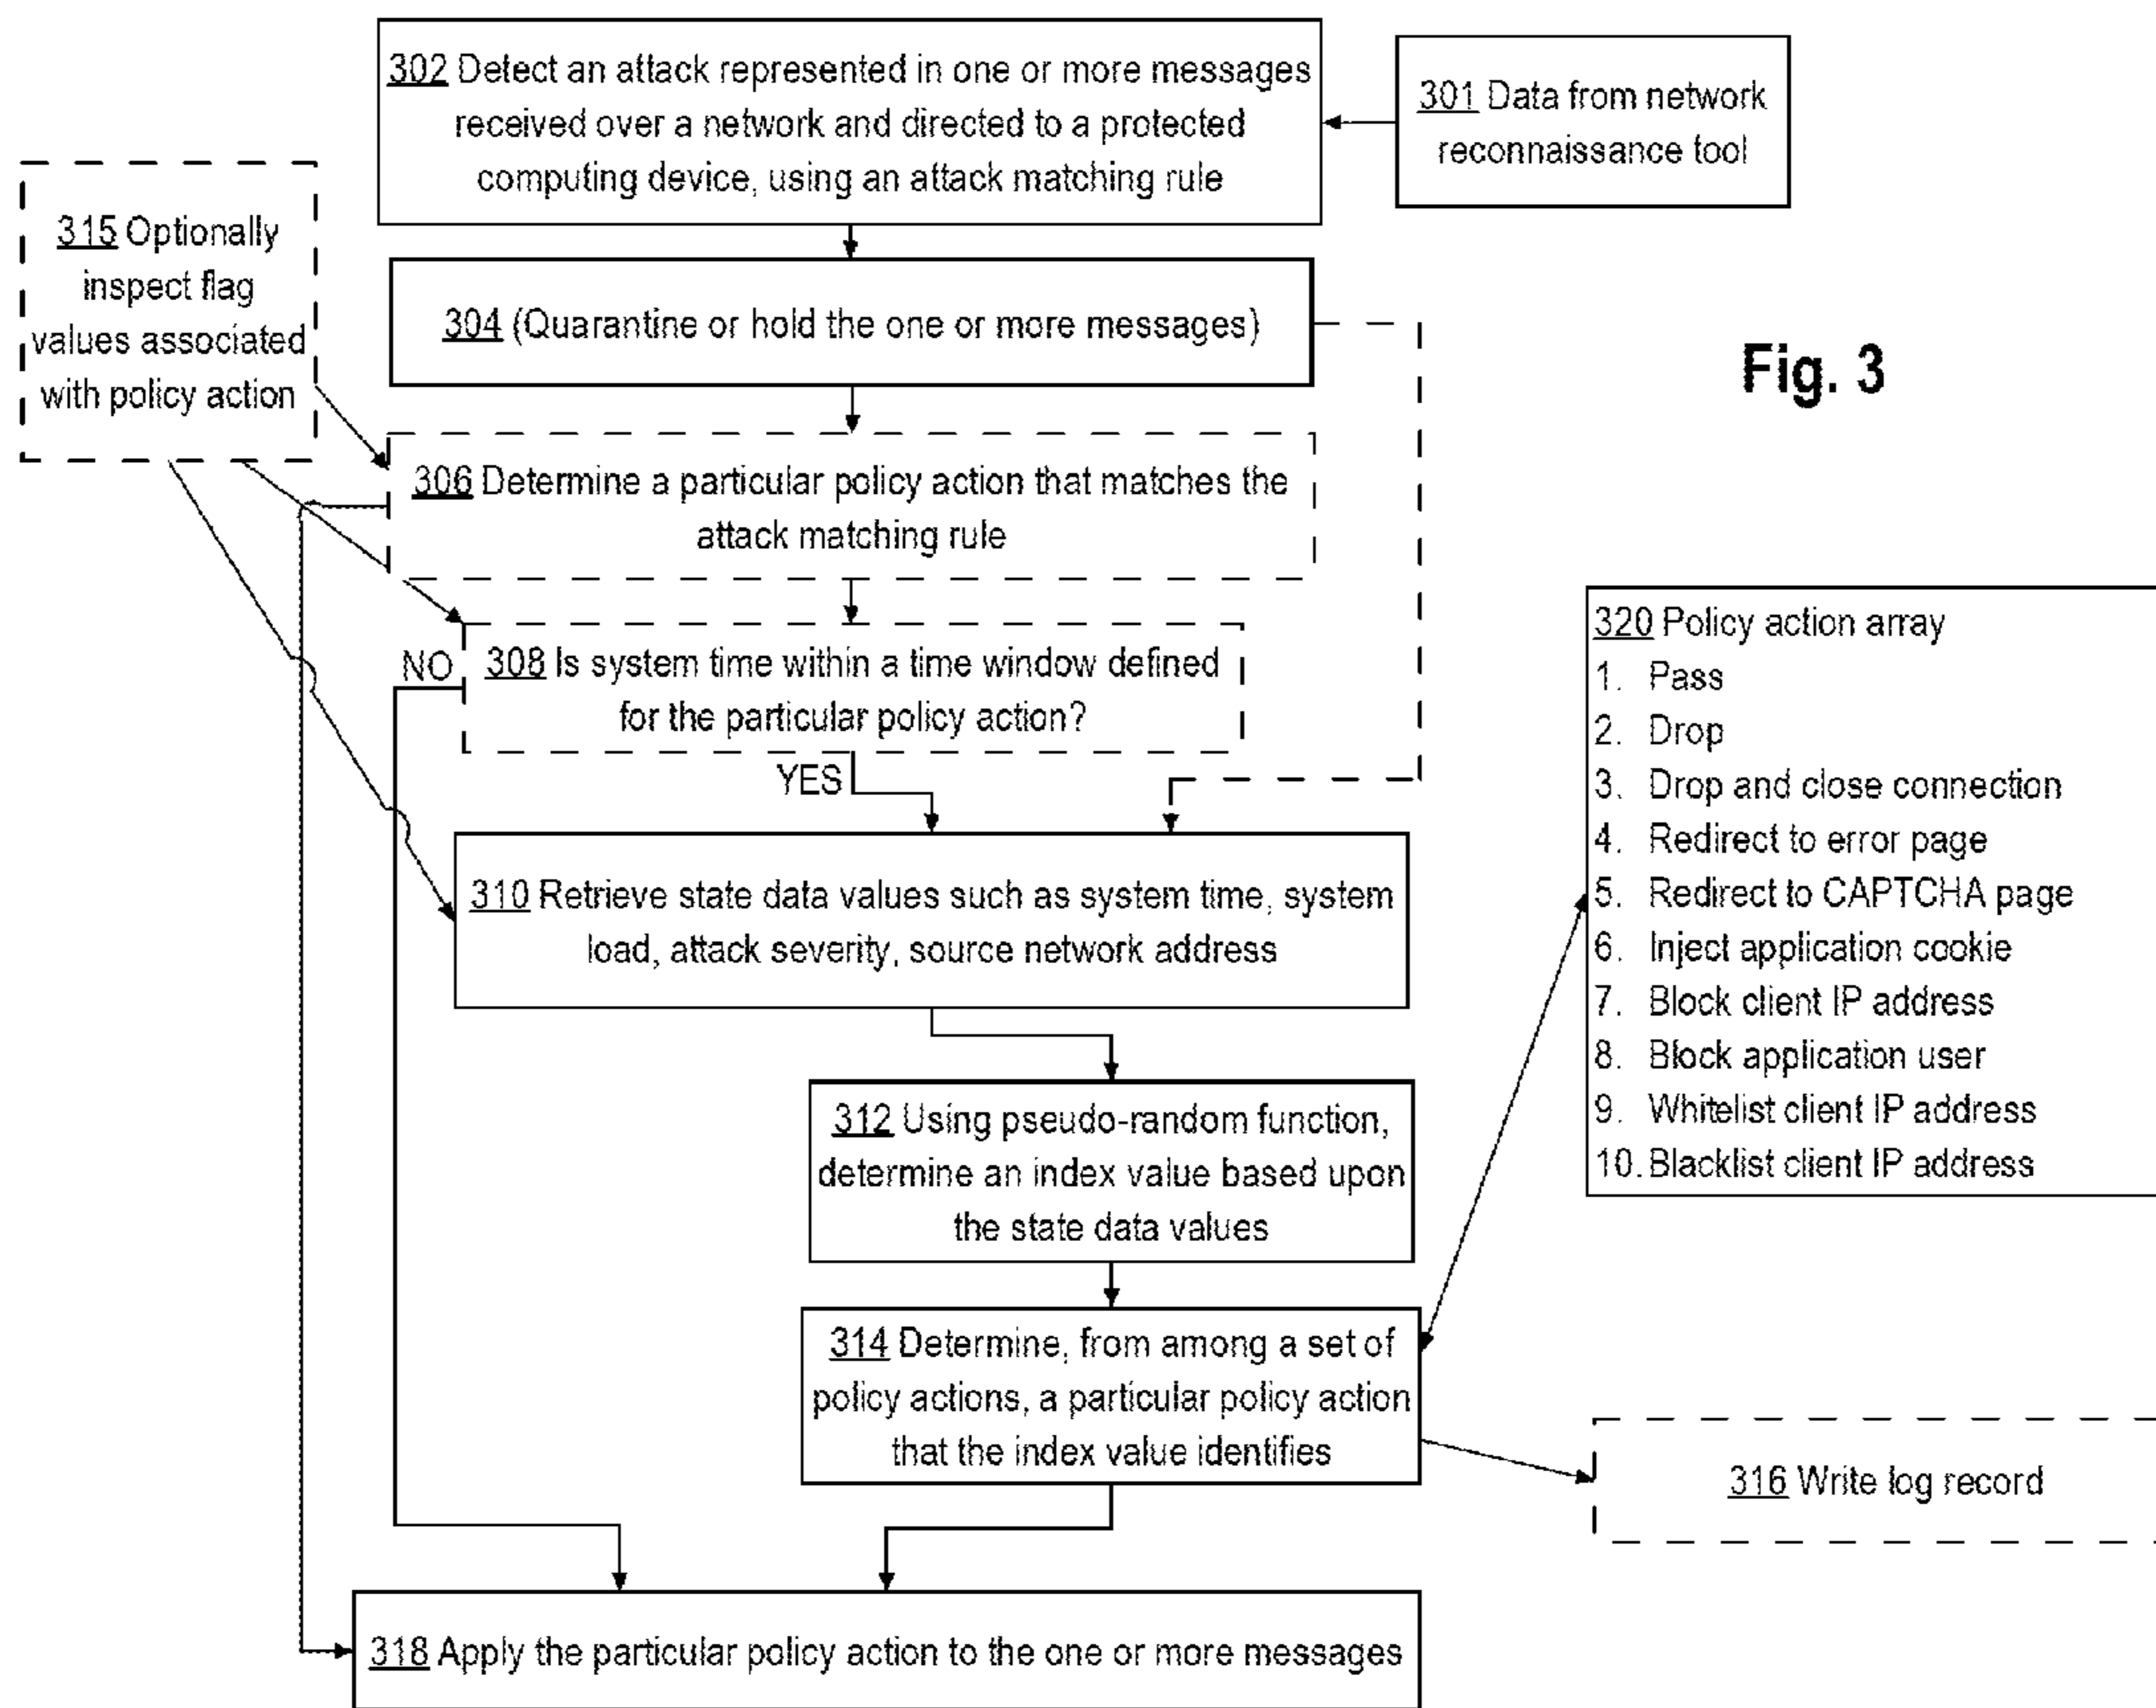 302 Detect an attack represented in one or more messages
received over a network and directed to a protected
computing device, using an attack matching rule
301 Data from network
reconnaissance tool
315 Optionally
inspect flag
values associated
with policy action
304 (Quarantine or hold the one or more messages)
Fig. 3
306 Determine a particular policy action that matches the
attack matching rule
NO
308 Is system time within a time window defined
for the particular policy action?
YES
310 Retrieve state data values such as system time, system
load, attack severity, source network address
312 Using pseudo-random function,
determine an index value based upon
the state data values
314 Determine, from among a set of
policy actions, a particular policy action
that the index value identifies
320 Policy action array
1. Pass
2. Drop
3. Drop and close connection
4. Redirect to error page
5. Redirect to CAPTCHA page
6. Inject application cookie
7. Block client IP address
8. Block application user
9. Whitelist client IP address
10. Blacklist client IP address
316 Write log record
318 Apply the particular policy action to the one or more messages